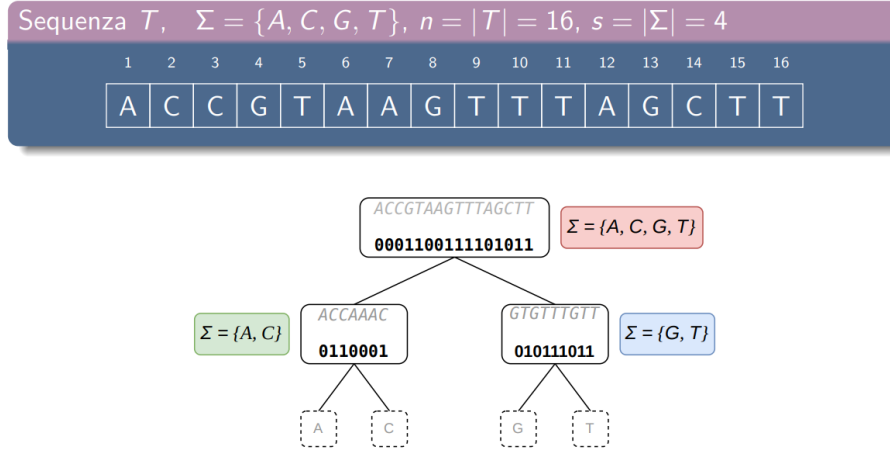 Sequenza T, Σ = {A, C, G, T}, n = |T| = 16, s = |Σ| = 4
1 2 3 4 5 6 7 8 9 10 11 12 13 14 15 16
A C C G T A A G T T T A G C T T
ACCGTAAGTTTAGCTT
0001100111101011
Σ = {A, C, G, T}
Σ = {A, C}
ACCAAAC
0110001
GTGTTTGTT
010111011
Σ = {G, T}
A C G T